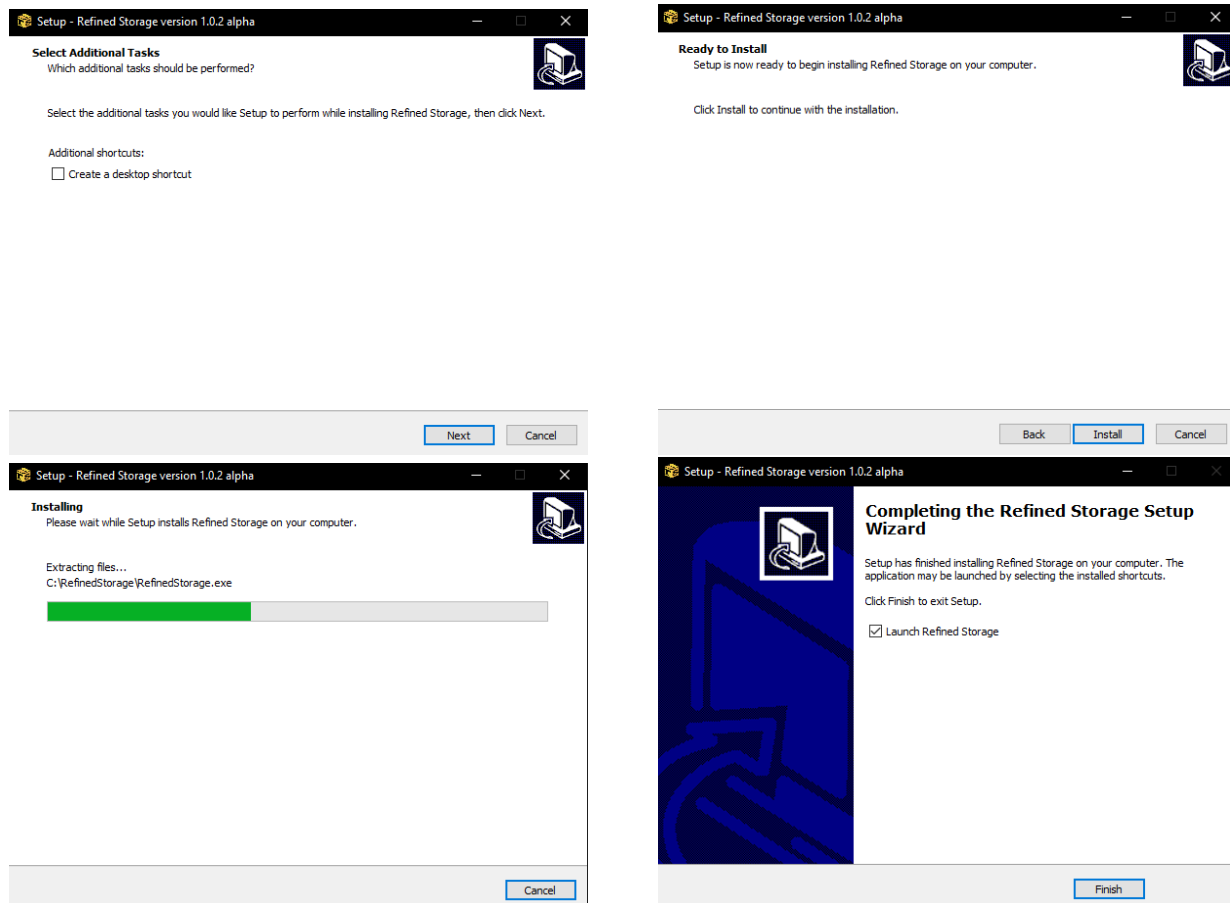 Setup - Refined Storage version 1.0.2 alpha
Select Additional Tasks
Which additional tasks should be performed?
Select the additional tasks you would like Setup to perform while installing Refined Storage, then click Next.
Additional shortcuts:
Create a desktop shortcut
Next
Cancel
Setup - Refined Storage version 1.0.2 alpha
Ready to Install
Setup is now ready to begin installing Refined Storage on your computer.
Click Install to continue with the installation.
Back
Install
Cancel
Setup - Refined Storage version 1.0.2 alpha
Installing
Please wait while Setup installs Refined Storage on your computer.
Extracting files...
C:\RefinedStorage\RefinedStorage.exe
Cancel
Setup - Refined Storage version 1.0.2 alpha
Completing the Refined Storage Setup
Wizard
Setup has finished installing Refined Storage on your computer. The
application may be launched by selecting the installed shortcuts.
Click Finish to exit Setup.
Launch Refined Storage
Finish